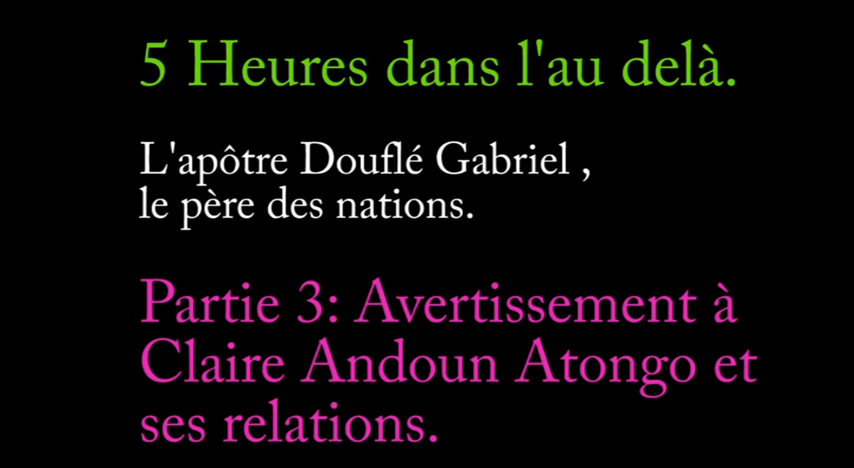 5 Heures dans l'au delà.
L'apôtre Douflé Gabriel ,
le père des nations.
Partie 3: Avertissement à
Claire Andoun Atongo et
ses relations.